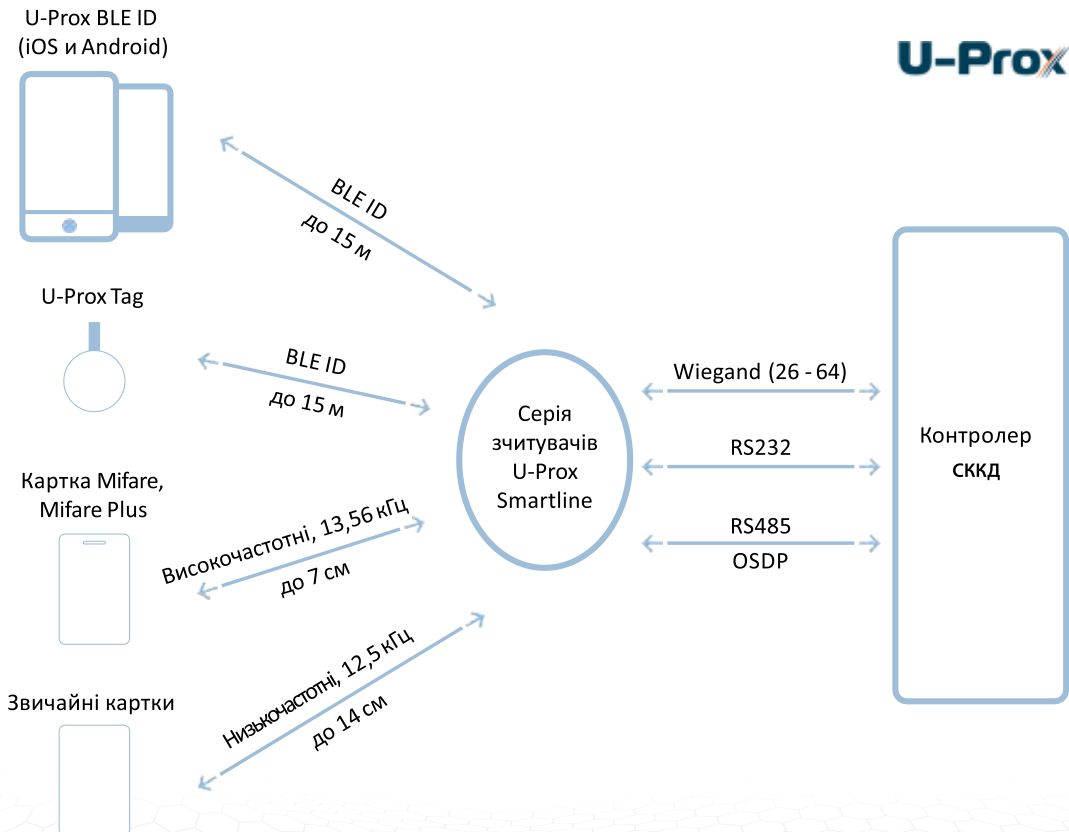 U-Prox BLE ID
(iOS и Android)
U-Prox
BLE ID
до 15 м
U-Prox Tag
BLE ID
до 15 м
Wiegand (26 - 64)
Серія
зчитувачів
U-Prox
Smartline
RS232
Контролер
СККД
Картка Mifare,
Mifare Plus
Високочастотні, 13,56 кГц
до 7 см
RS485
OSDP
Звичайні картки
Низькочастотні, 12,5 кГц
до 14 см